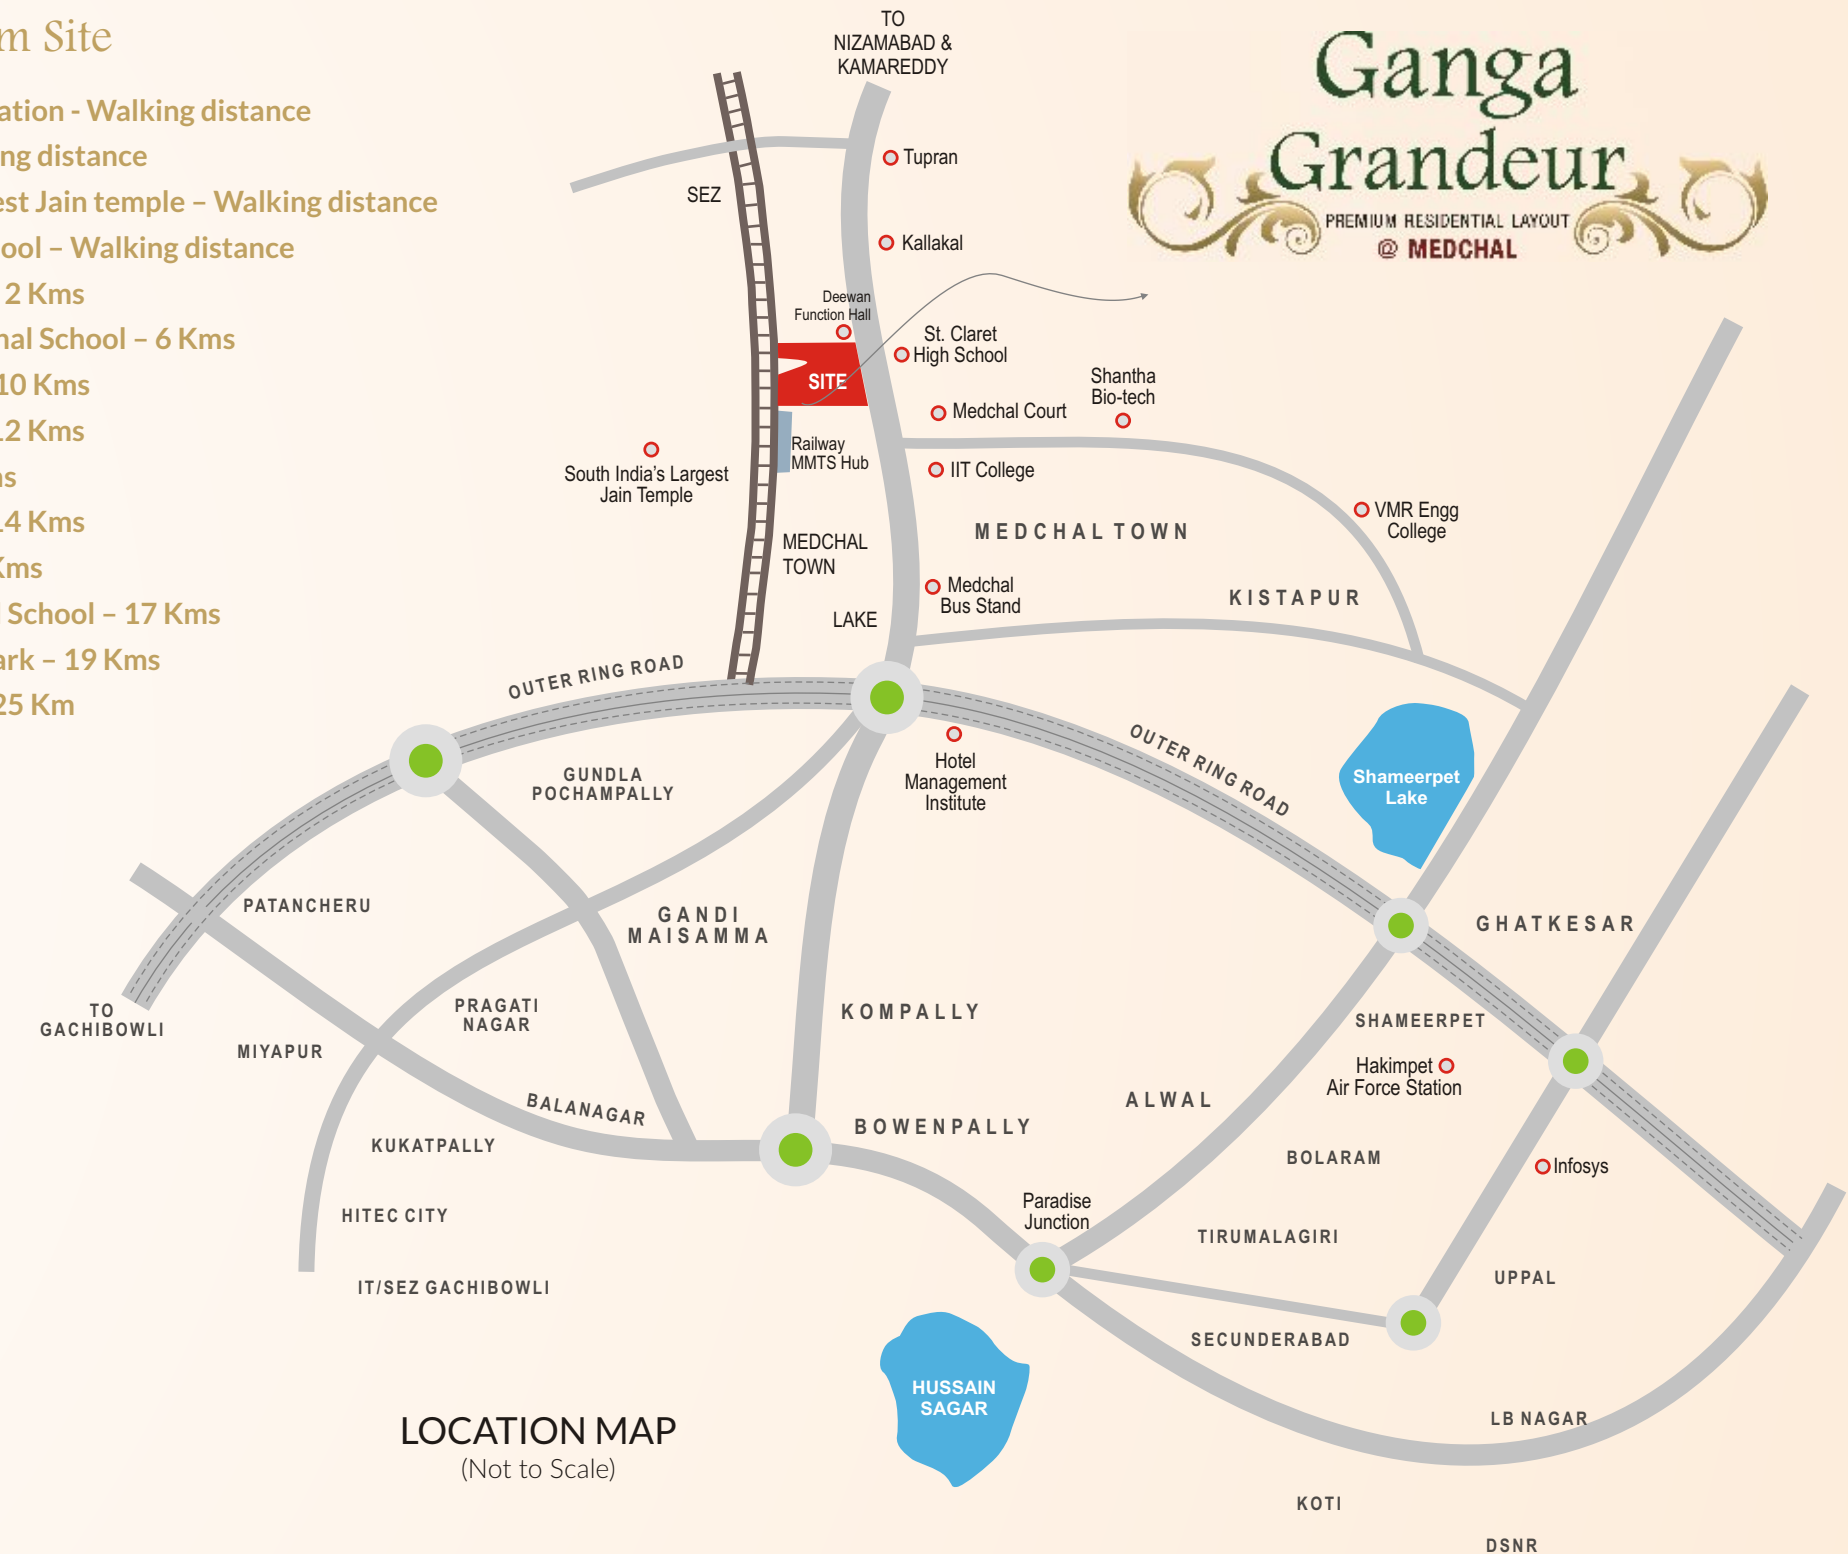 m Site
ation - Walking distance
ng distance
est Jain temple – Walking distance
ool – Walking distance
2 Kms
nal School – 6 Kms
10 Kms
12 Kms
ns
14 Kms
Kms
l School – 17 Kms
ark – 19 Kms
25 Km
TO
NIZAMABAD &
KAMAREDDY
Ganga
Grandeur
PREMIUM RESIDENTIAL LAYOUT
@ MEDCHAL
Tupran
SEZ
Kallakal
Deewan
Function Hall
St. Claret
High School
SITE
Shantha
Bio-tech
Medchal Court
Railway
MMTS Hub
IIT College
South India's Largest
Jain Temple
VMR Engg
College
MEDCHAL TOWN
MEDCHAL
TOWN
Medchal
Bus Stand
KISTAPUR
LAKE
OUTER RING ROAD
OUTER RING ROAD
Hotel
Management
Institute
Shameerpet
Lake
GUNDLA
POCHAMPALLY
PATANCHERU
GANDI
MAISAMMA
GHATKESAR
TO
GACHIBOWLI
PRAGATI
NAGAR
KOMPALLY
SHAMEERPET
MIYAPUR
Hakimpet
Air Force Station
BALANAGAR
ALWAL
BOWENPALLY
KUKATPALLY
BOLARAM
Infosys
HITEC CITY
Paradise
Junction
TIRUMALAGIRI
IT/SEZ GACHIBOWLI
UPPAL
SECUNDERABAD
HUSSAIN
SAGAR
LB NAGAR
LOCATION MAP
(Not to Scale)
KOTI
DSNR